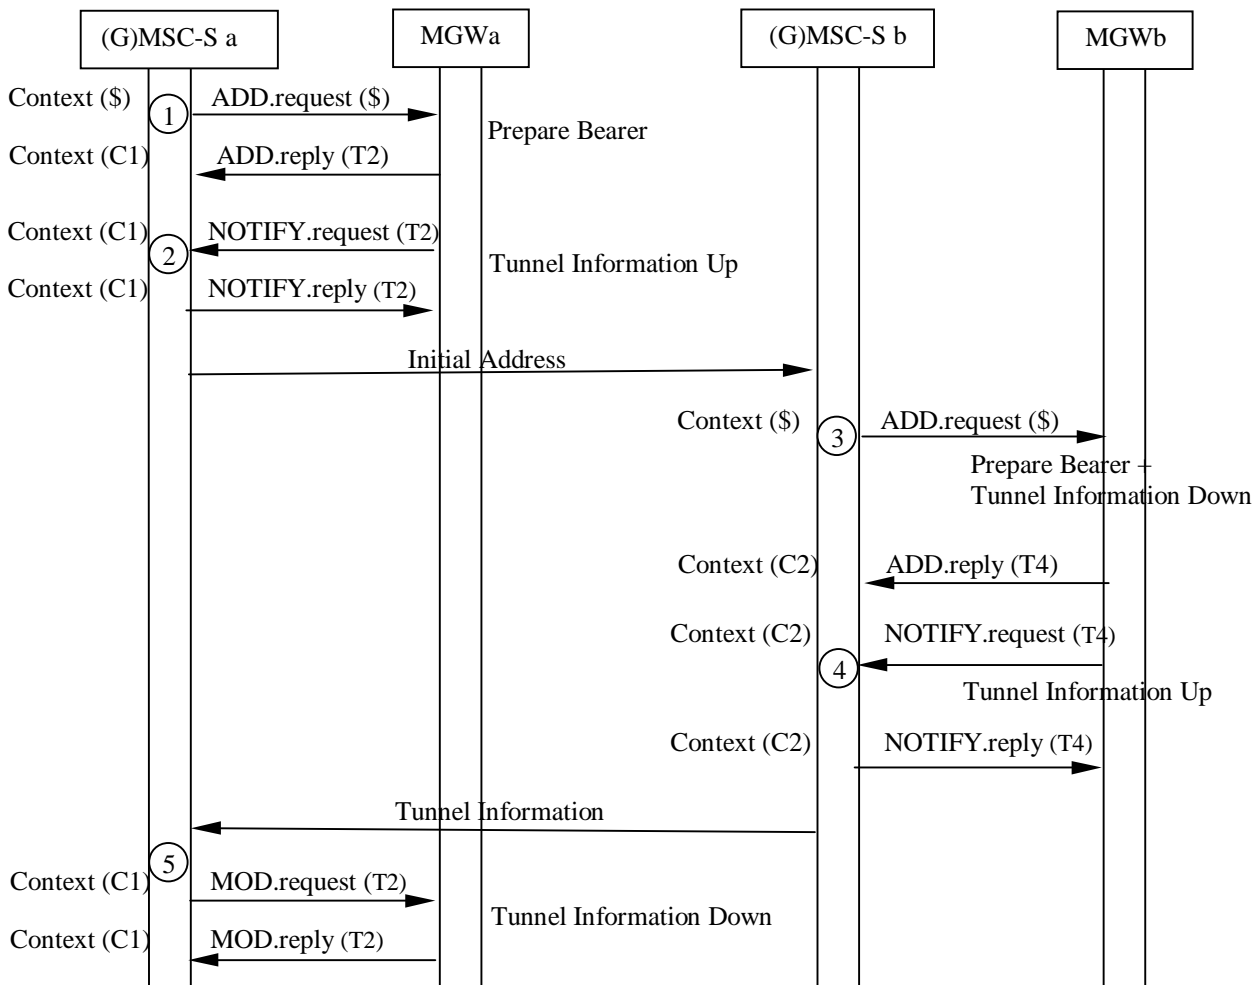 (G)MSC-S a
MGWa
(G)MSC-S b
MGWb
Context ($)
1
ADD.request ($)
Prepare Bearer
Context (C1)
ADD.reply (T2)
Context (C1)
2
NOTIFY.request (T2)
Tunnel Information Up
Context (C1)
NOTIFY.reply (T2)
Initial Address
Context ($)
3
ADD.request ($)
Prepare Bearer +
Tunnel Information Down
Context (C2)
ADD.reply (T4)
Context (C2)
NOTIFY.request (T4)
4
Tunnel Information Up
Context (C2)
NOTIFY.reply (T4)
Tunnel Information
5
Context (C1)
MOD.request (T2)
Tunnel Information Down
Context (C1)
MOD.reply (T2)